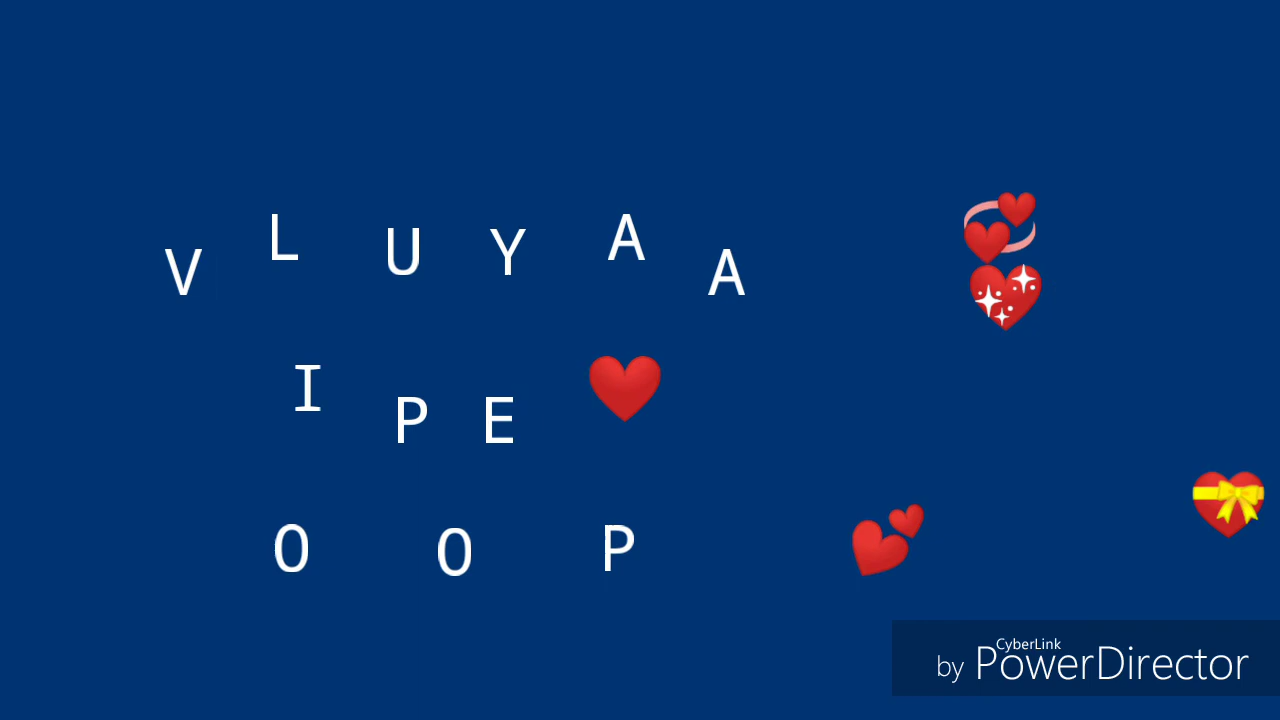 V L U Y A A 💞
💖
I P E ❤️
💝
O O P 💕
CyberLink
by PowerDirector